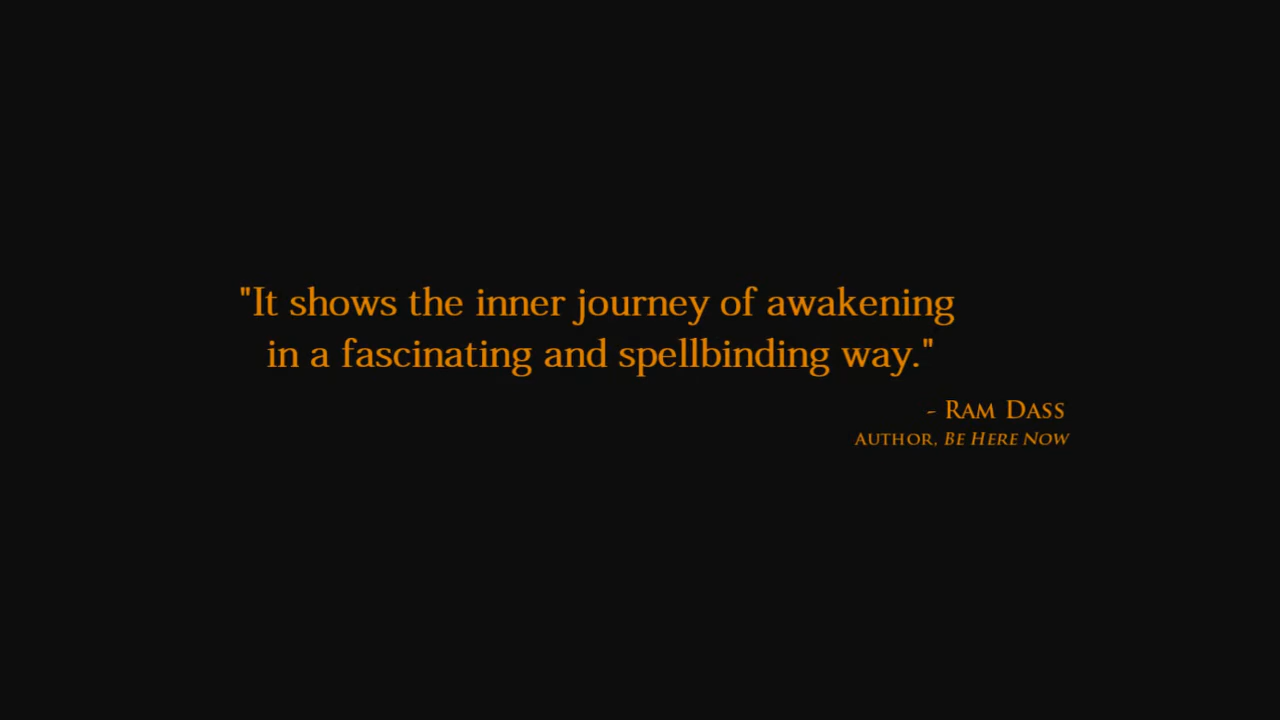 "It shows the inner journey of awakening
in a fascinating and spellbinding way."
- Ram Dass
Author, Be Here Now